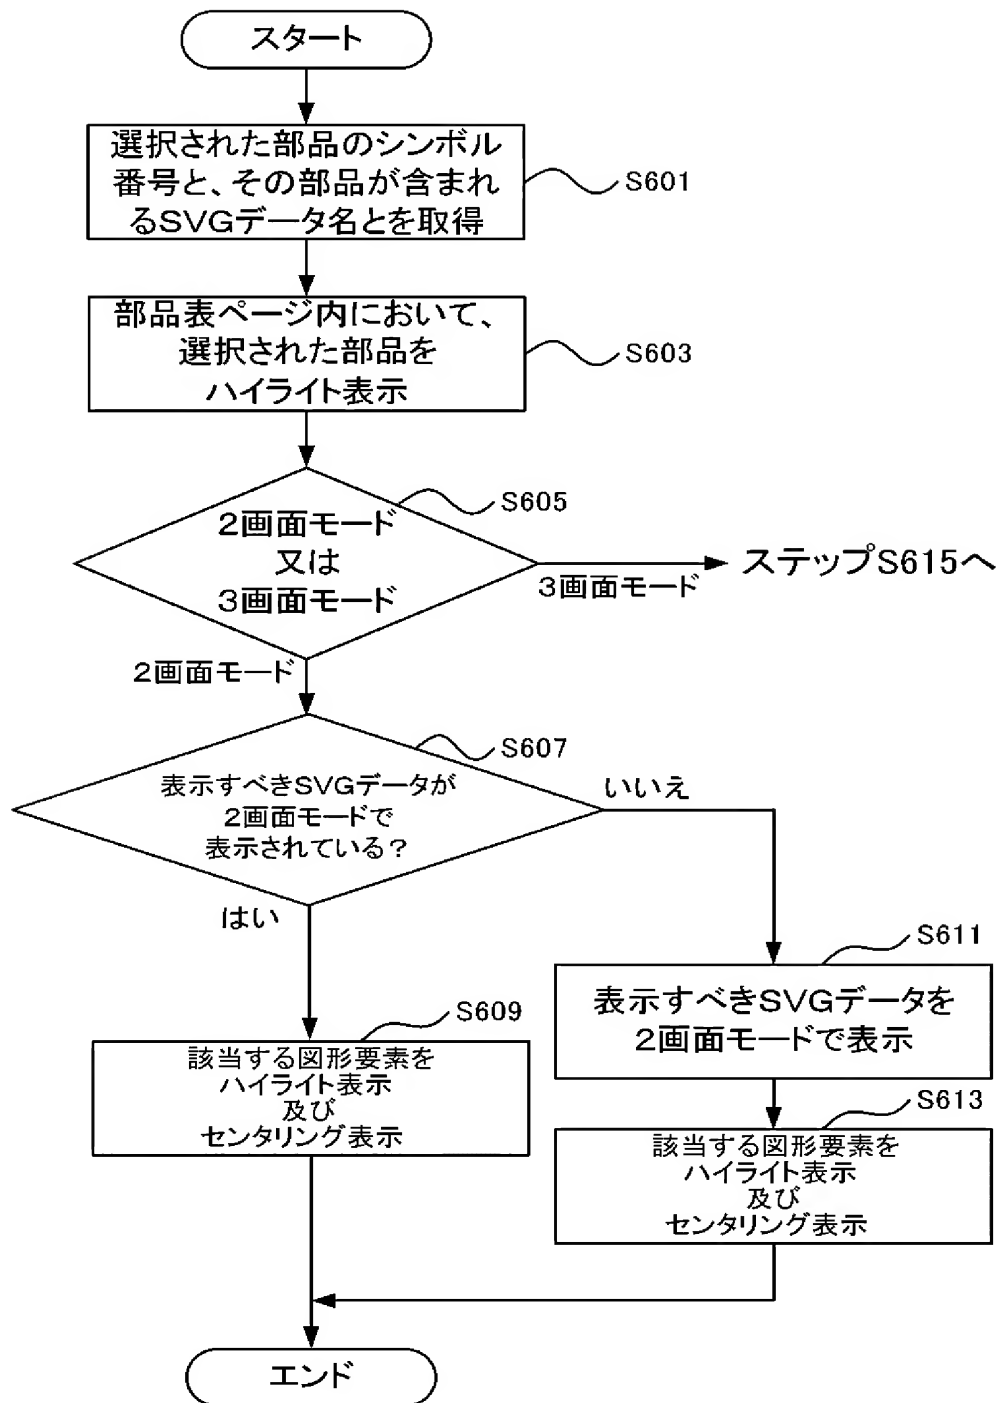 スタート
選択された部品のシンボル
番号と、その部品が含まれ
るSVGデータ名とを取得
S601
部品表ページ内において、
選択された部品を
ハイライト表示
S603
S605
2画面モード
又は
3画面モード
3画面モード
ステップS615へ
2画面モード
S607
表示すべきSVGデータが
2画面モードで
表示されている?
いいえ
はい
S611
表示すべきSVGデータを
2画面モードで表示
S609
該当する図形要素を
ハイライト表示
及び
センタリング表示
S613
該当する図形要素を
ハイライト表示
及び
センタリング表示
エンド